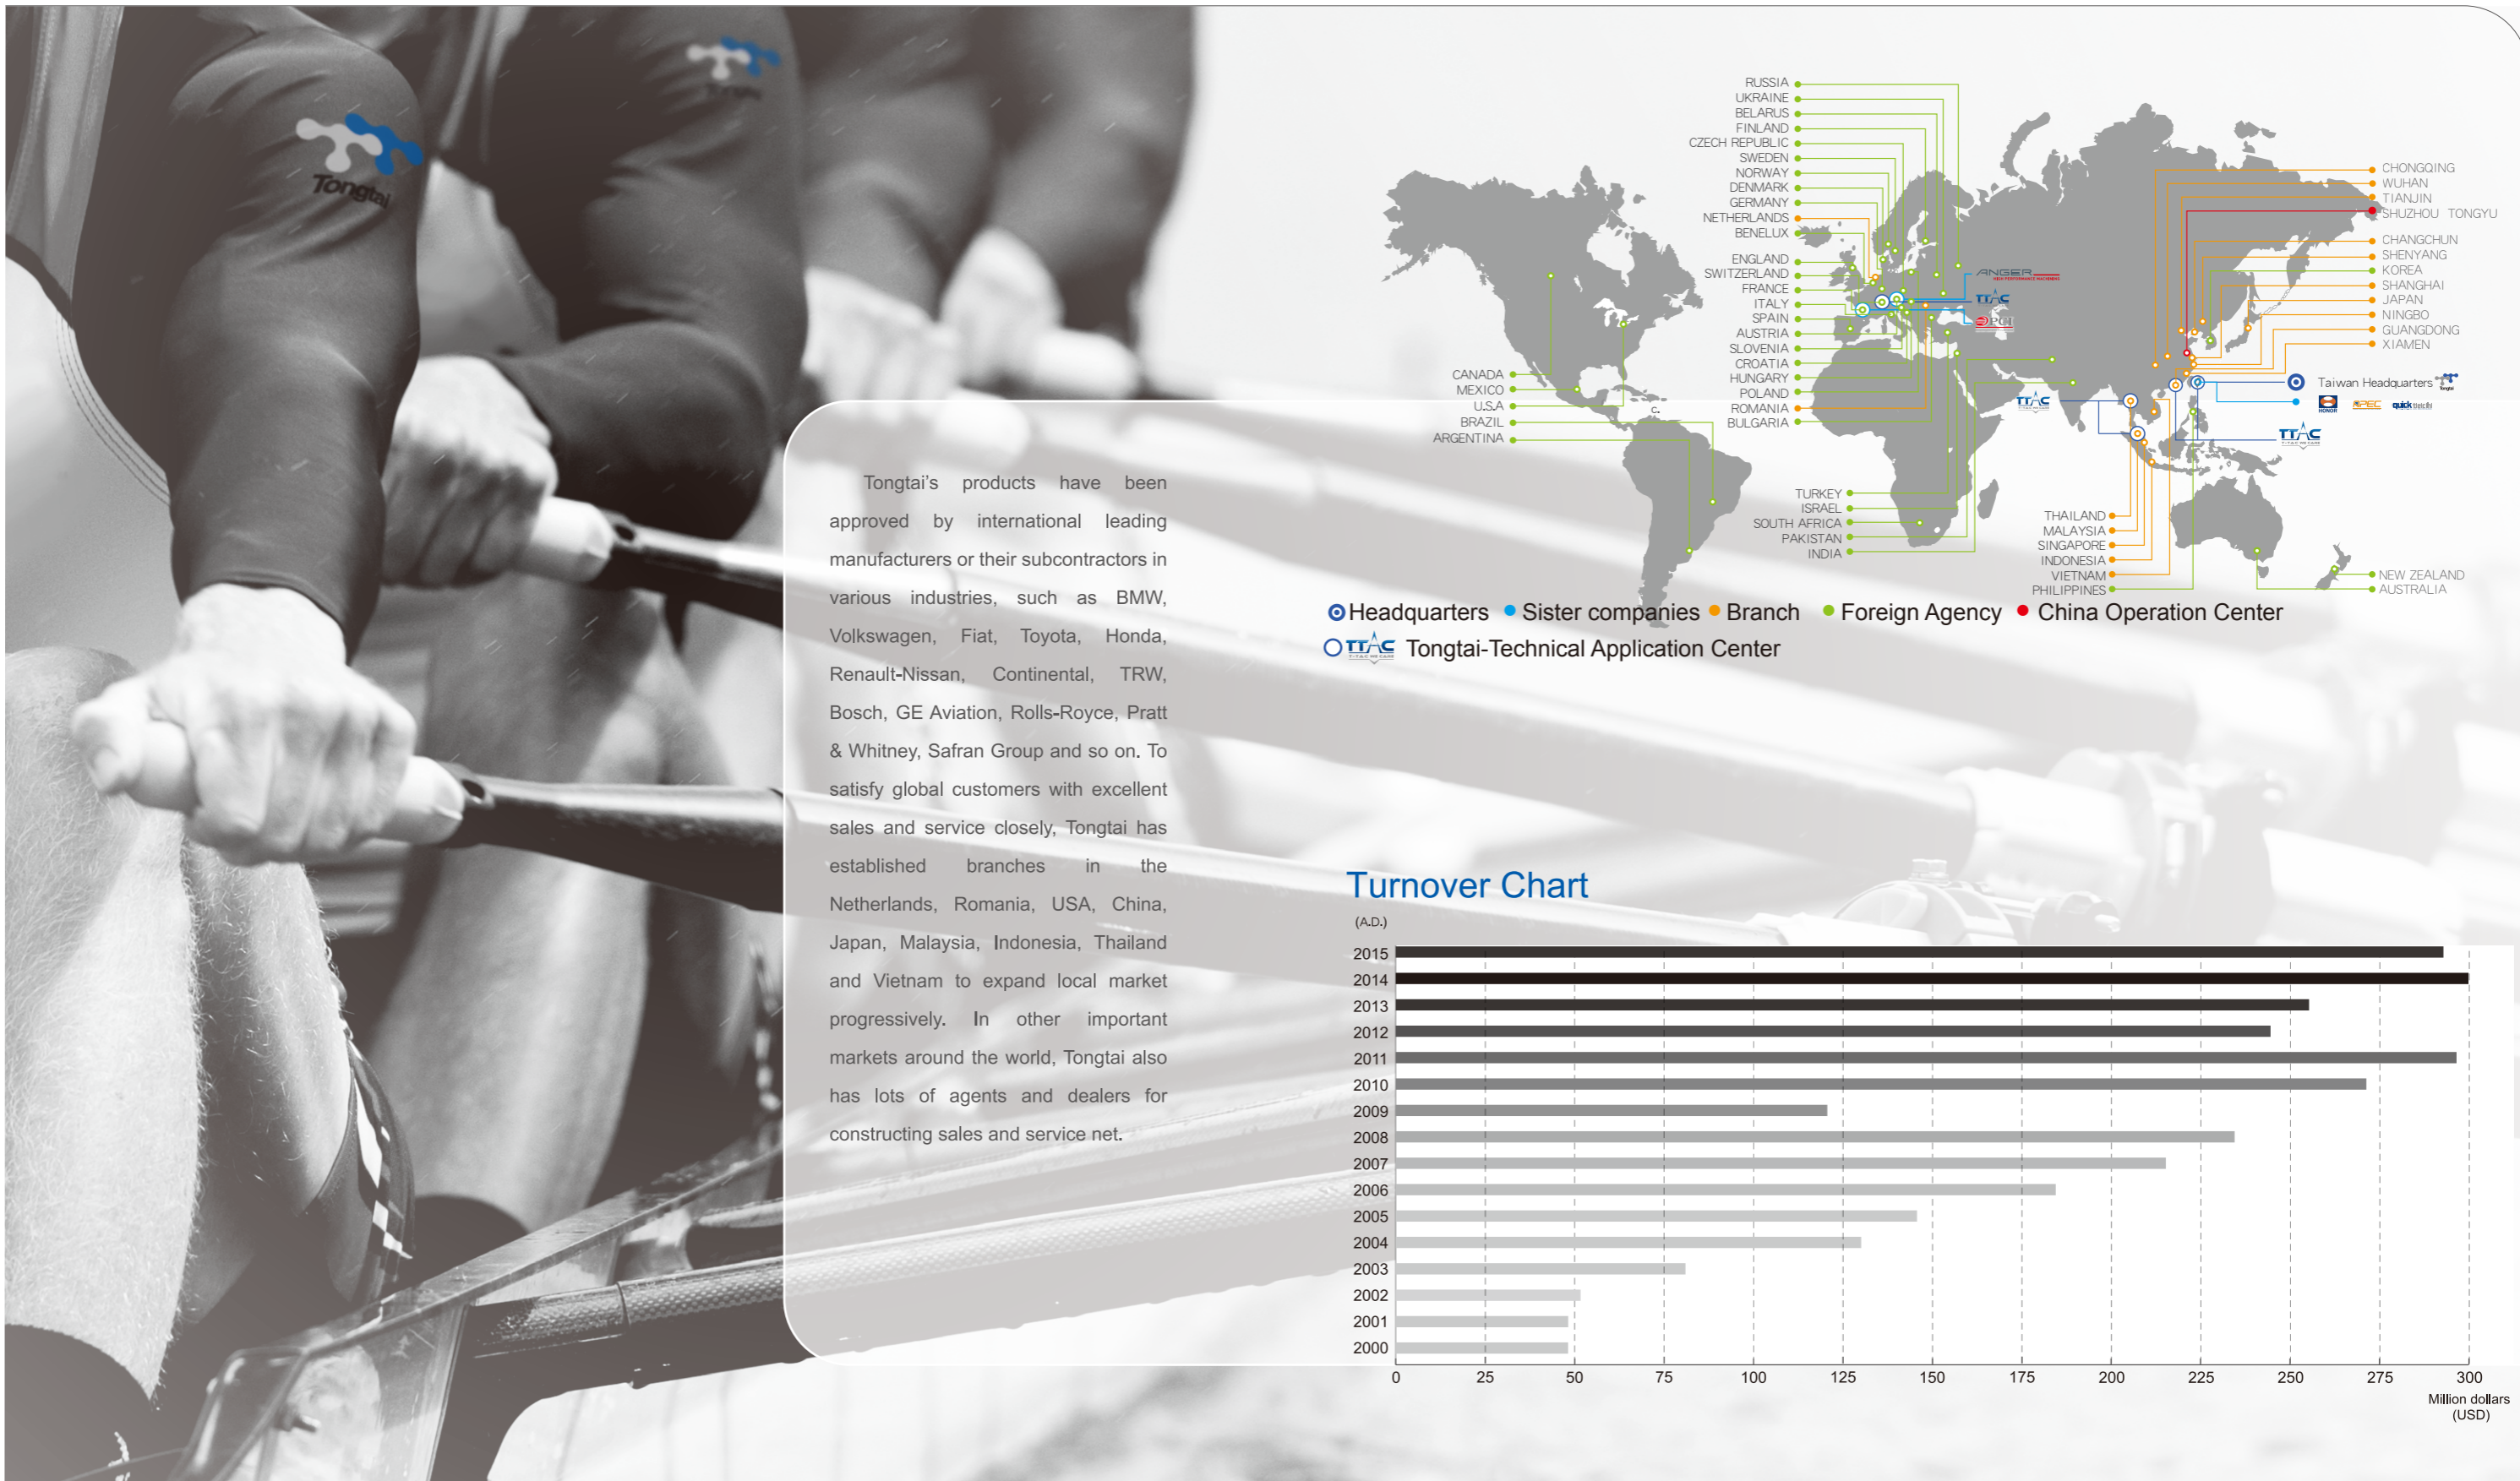 Tongtai
Tongtai's products have been
approved by international leading
manufacturers or their subcontractors in
various industries, such as BMW,
Volkswagen, Fiat, Toyota, Honda,
Renault-Nissan, Continental, TRW,
Bosch, GE Aviation, Rolls-Royce, Pratt
& Whitney, Safran Group and so on. To
satisfy global customers with excellent
sales and service closely, Tongtai has
established branches in the
Netherlands, Romania, USA, China,
Japan, Malaysia, Indonesia, Thailand
and Vietnam to expand local market
progressively. In other important
markets around the world, Tongtai also
has lots of agents and dealers for
constructing sales and service net.
RUSSIA
UKRAINE
BELARUS
FINLAND
CZECH REPUBLIC
SWEDEN
NORWAY
DENMARK
GERMANY
NETHERLANDS
BENELUX
ENGLAND
SWITZERLAND
FRANCE
ITALY
SPAIN
AUSTRIA
SLOVENIA
CROATIA
HUNGARY
POLAND
ROMANIA
BULGARIA
CANADA
MEXICO
U.S.A
BRAZIL
ARGENTINA
C.
ANGER
TTAC
PCI
CHONGQING
WUHAN
TIANJIN
SHUZHOU TONGYU
CHANGCHUN
SHENYANG
KOREA
SHANGHAI
JAPAN
NINGBO
GUANGDONG
XIAMEN
Taiwan Headquarters
Tongtai
HONOR APEC quick
TTAC
TTAC
TURKEY
ISRAEL
SOUTH AFRICA
PAKISTAN
INDIA
THAILAND
MALAYSIA
SINGAPORE
INDONESIA
VIETNAM
PHILIPPINES
NEW ZEALAND
AUSTRALIA
Headquarters Sister companies Branch Foreign Agency China Operation Center
TTAC Tongtai-Technical Application Center
Turnover Chart
(A.D.)
2015
2014
2013
2012
2011
2010
2009
2008
2007
2006
2005
2004
2003
2002
2001
2000
0 25 50 75 100 125 150 175 200 225 250 275 300
Million dollars
(USD)